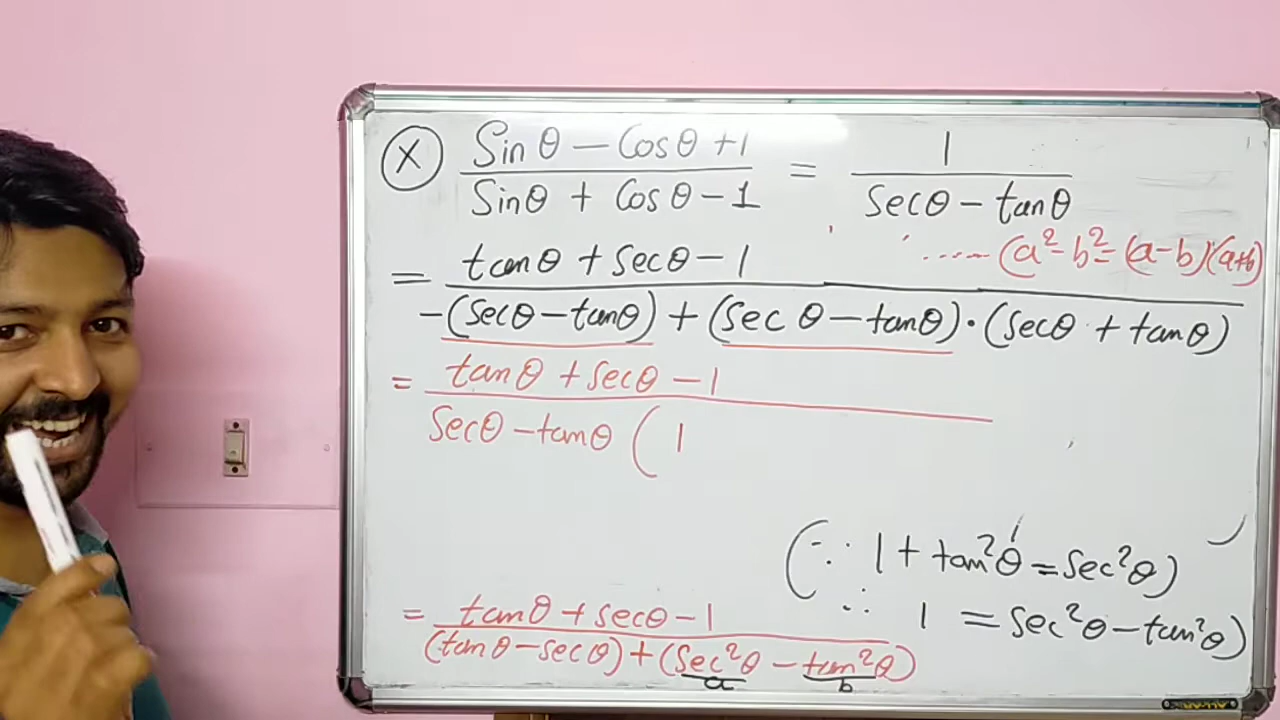 (X) Sinθ - Cosθ + 1 / Sinθ + Cosθ - 1 = 1 / Secθ - tanθ
..... (a² - b² = (a-b)(a+b)
= tanθ + Secθ - 1 / -(Secθ - tanθ) + (Sec θ - tanθ)·(Secθ + tanθ)
= tanθ + Secθ - 1 / Secθ - tanθ ( 1
(∵ 1 + tan²θ = Sec²θ)
∴ 1 = Sec²θ - tan²θ)
= tanθ + Secθ - 1 / (tanθ - Secθ) + (Sec²θ - tan²θ)
a b